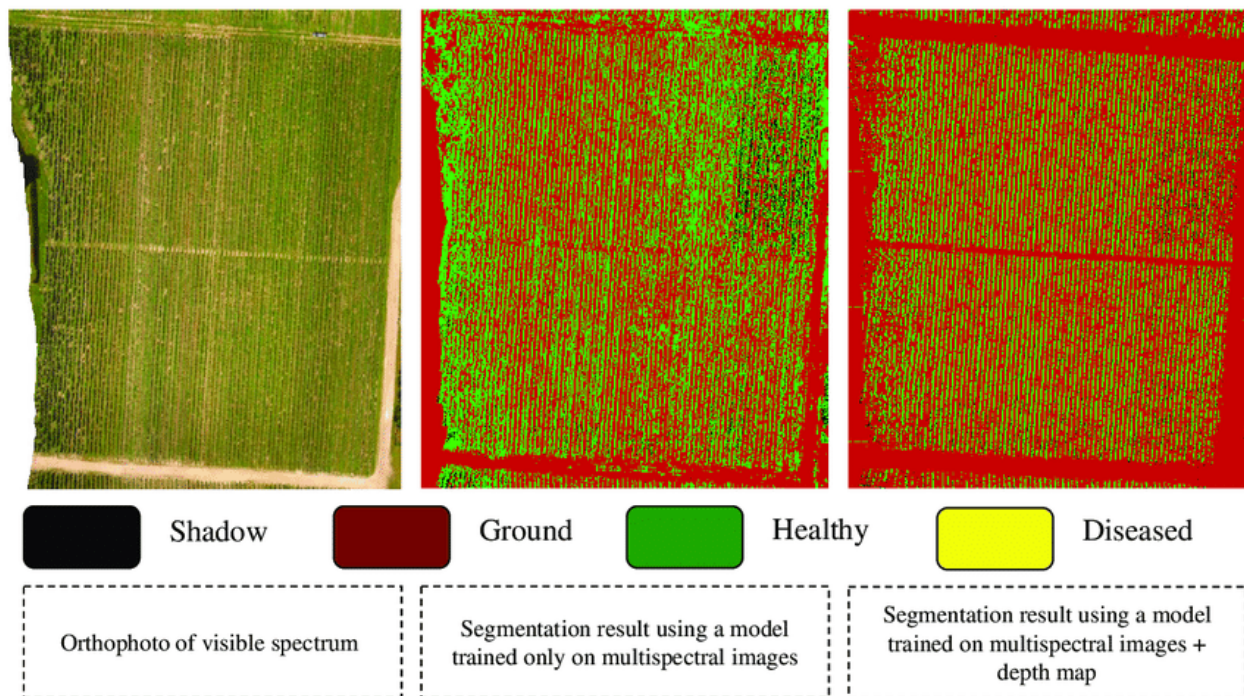 Shadow
Ground
Healthy
Diseased
Orthophoto of visible spectrum
Segmentation result using a model
trained only on multispectral images
Segmentation result using a model
trained on multispectral images +
depth map